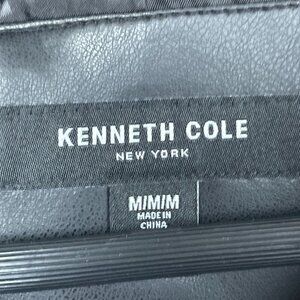 KENNETH COLE
NEW YORK
M/M/M
MADE IN
CHINA